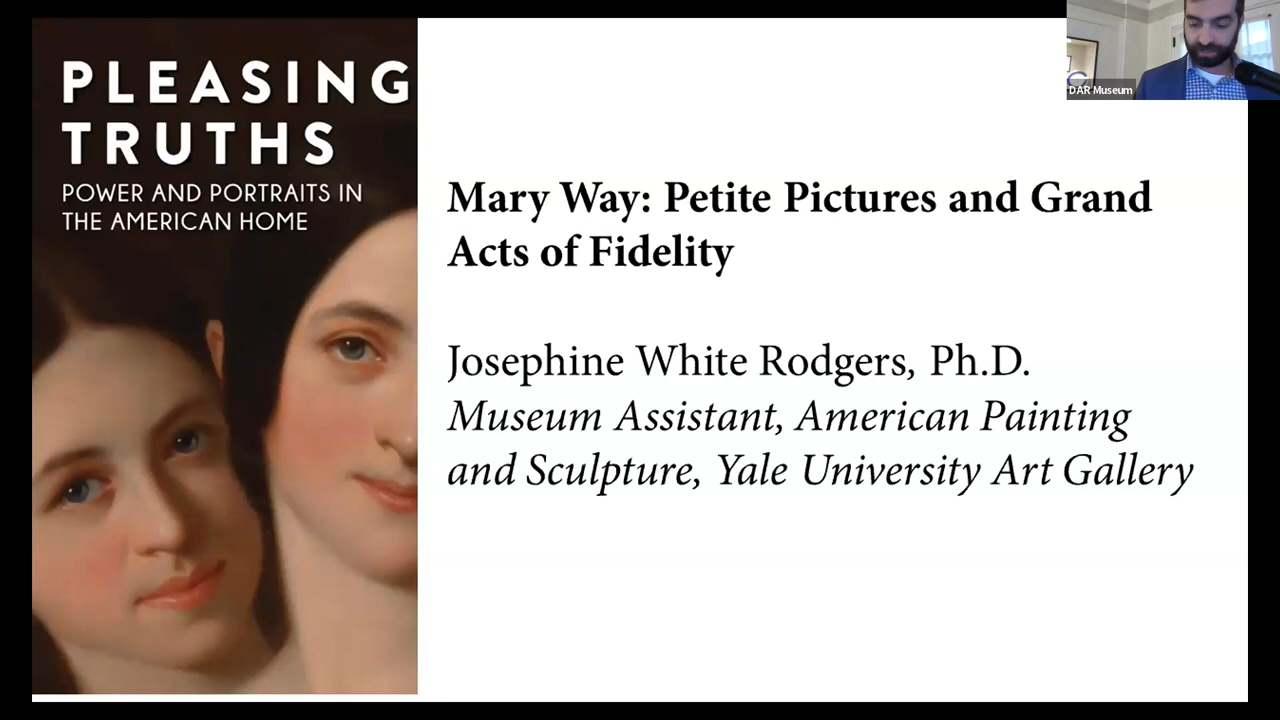 PLEASING
TRUTHS
POWER AND PORTRAITS IN
THE AMERICAN HOME
Mary Way: Petite Pictures and Grand
Acts of Fidelity
Josephine White Rodgers, Ph.D.
Museum Assistant, American Painting
and Sculpture, Yale University Art Gallery
DAR Museum